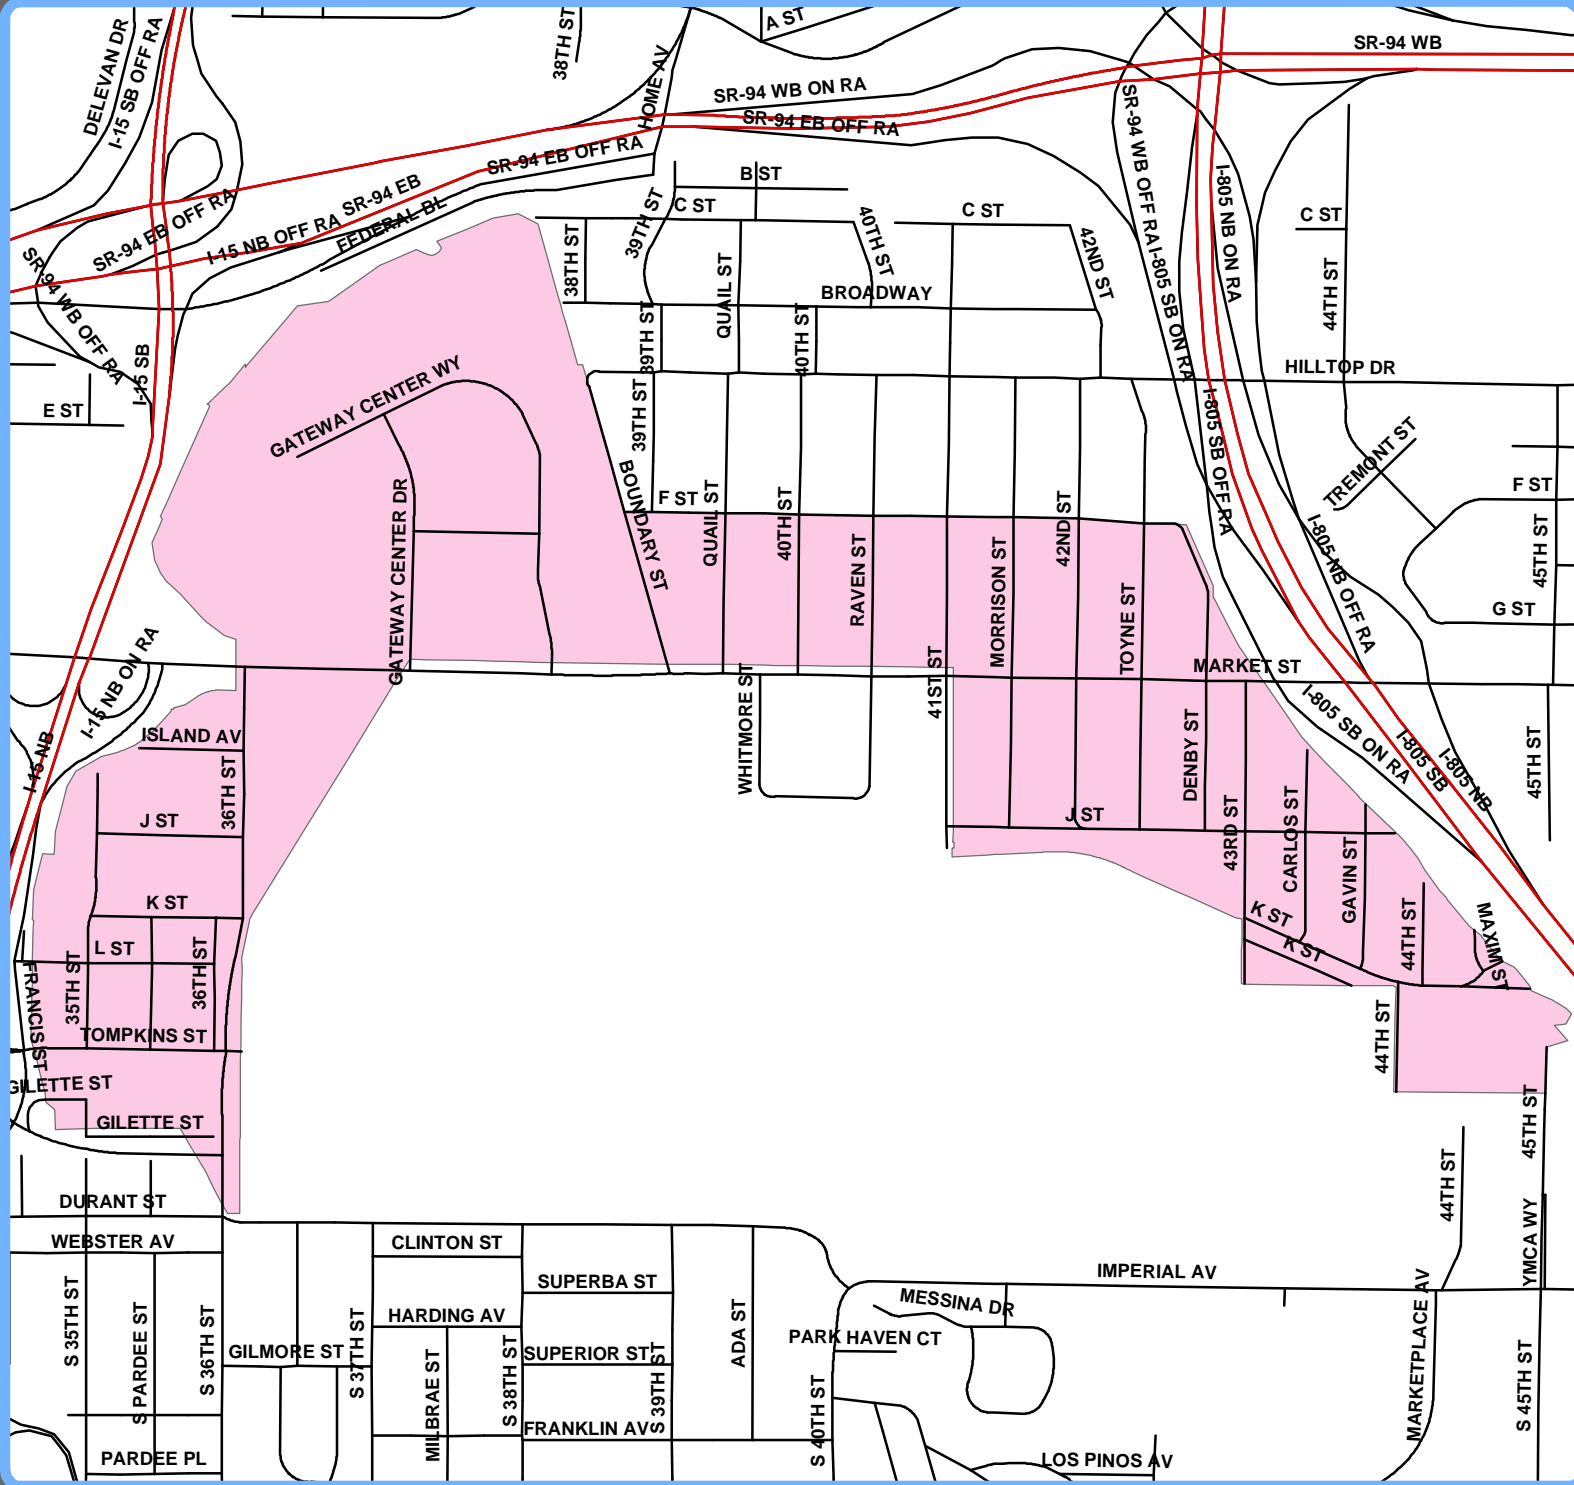 DELEVAN DR
I-15 SB OFF RA
38TH ST
HOME AV
A ST
SR-94 WB
SR-94 WB ON RA
SR-94 EB OFF RA
SR-94 EB OFF RA
SR-94 EB
SR-94 EB OFF RA
I-15 NB OFF RA
FEDERAL BL
SR-94 WB OFF RA
SR-94 WB OFF RA
I-805 SB ON RA
I-805 NB ON RA
B ST
C ST
C ST
C ST
39TH ST
38TH ST
40TH ST
42ND ST
QUAIL ST
BROADWAY
44TH ST
I-15 SB
39TH ST
40TH ST
HILLTOP DR
E ST
GATEWAY CENTER WY
39TH ST
I-805 SB OFF RA
TREMONT ST
BOUNDARY ST
F ST
F ST
QUAIL ST
40TH ST
42ND ST
GATEWAY CENTER DR
RAVEN ST
MORRISON ST
TOYNE ST
I-805 NB OFF RA
45TH ST
G ST
I-15 NB ON RA
MARKET ST
WHITMORE ST
41ST ST
I-805 SB ON RA
I-805 SB
I-805 NB
45TH ST
ISLAND AV
I-15 NB
36TH ST
DENBY ST
J ST
J ST
43RD ST
CARLOS ST
GAVIN ST
K ST
K ST
K ST
44TH ST
MAXIM ST
L ST
35TH ST
36TH ST
FRANCIS ST
TOMPKINS ST
44TH ST
GILETTE ST
GILETTE ST
45TH ST
44TH ST
DURANT ST
WEBSTER AV
CLINTON ST
SUPERBA ST
IMPERIAL AV
YMCA WY
MESSINA DR
HARDING AV
PARK HAVEN CT
S 35TH ST
S PARDEE ST
S 36TH ST
GILMORE ST
S 37TH ST
MILBRAE ST
S 38TH ST
SUPERIOR ST
S 39TH ST
ADA ST
MARKETPLACE AV
S 45TH ST
FRANKLIN AV
S 40TH ST
PARDEE PL
LOS PINOS AV